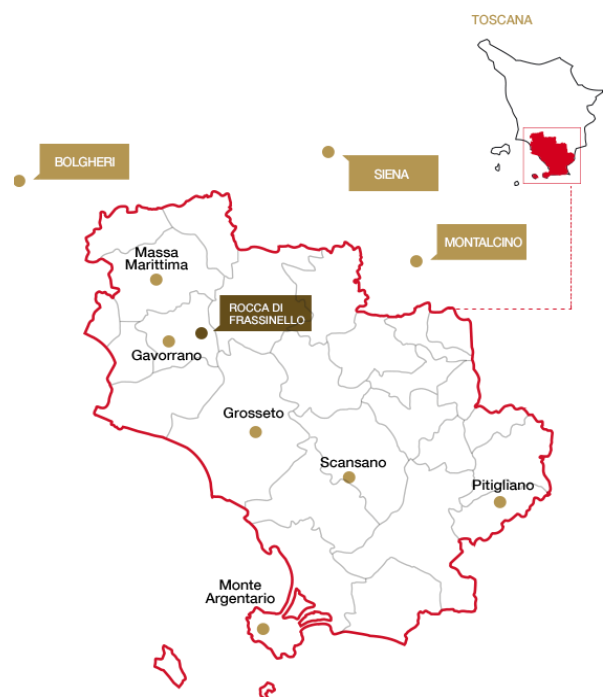 TOSCANA
BOLGHERI
SIENA
MONTALCINO
Massa
Marittima
ROCCA DI
FRASSINELLO
Gavorrano
Grosseto
Scansano
Pitigliano
Monte
Argentario